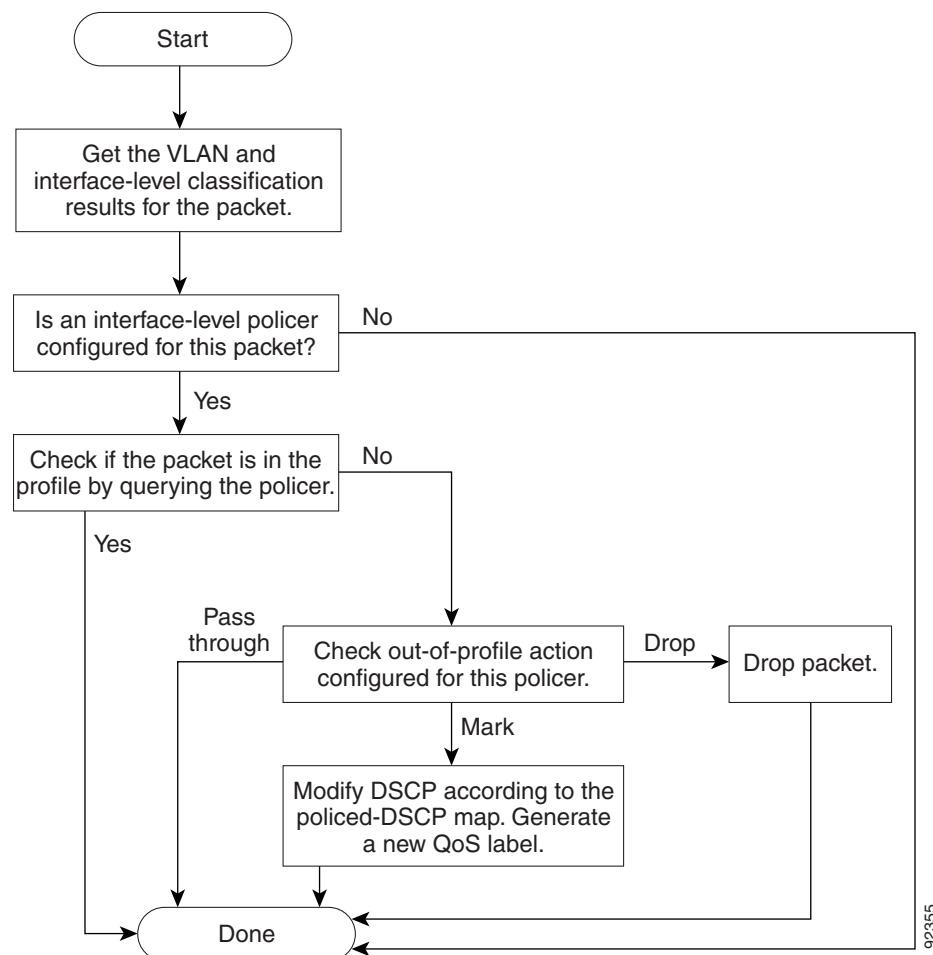 Start
Get the VLAN and
interface-level classification
results for the packet.
Is an interface-level policer
configured for this packet?
No
Yes
Check if the packet is in the
profile by querying the policer.
No
Yes
Pass
through
Check out-of-profile action
configured for this policer.
Drop
Drop packet.
Mark
Modify DSCP according to the
policed-DSCP map. Generate
a new QoS label.
Done
92355